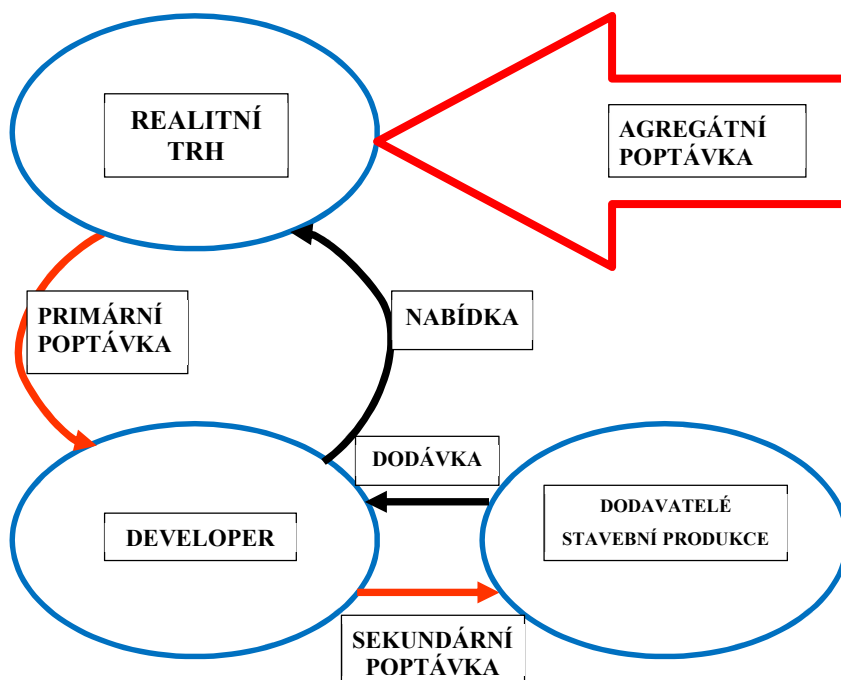 REALITNÍ
TRH
AGREGÁTNÍ
POPTÁVKA
PRIMÁRNÍ
POPTÁVKA
NABÍDKA
DODÁVKA
DEVELOPER
DODAVATELÉ
STAVEBNÍ PRODUKCE
SEKUNDÁRNÍ
POPTÁVKA